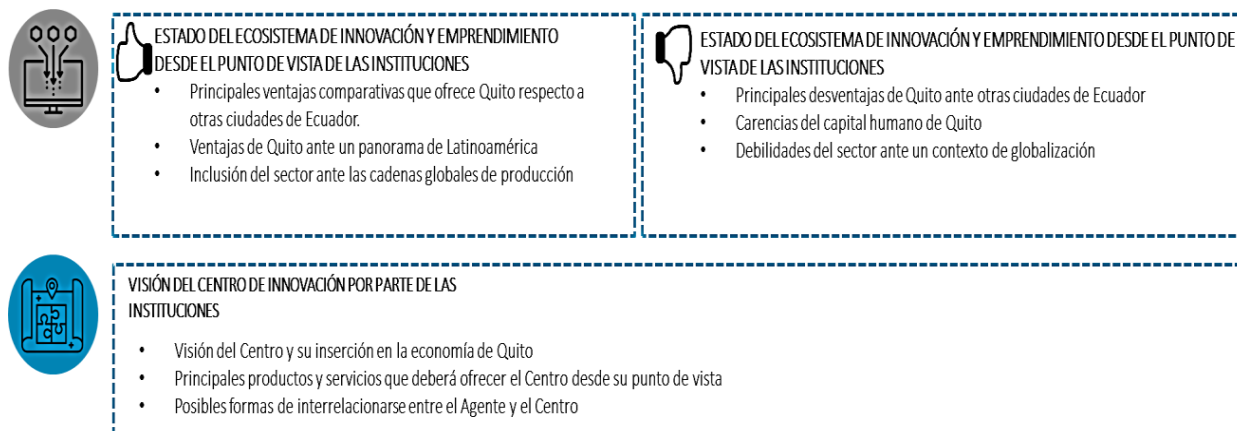 ESTADO DEL ECOSISTEMA DE INNOVACIÓN Y EMPRENDIMIENTO
DESDE EL PUNTO DE VISTA DE LAS INSTITUCIONES
• Principales ventajas comparativas que ofrece Quito respecto a
otras ciudades de Ecuador.
• Ventajas de Quito ante un panorama de Latinoamérica
• Inclusión del sector ante las cadenas globales de producción
ESTADO DEL ECOSISTEMA DE INNOVACIÓN Y EMPRENDIMIENTO DESDE EL PUNTO DE
VISTA DE LAS INSTITUCIONES
• Principales desventajas de Quito ante otras ciudades de Ecuador
• Carencias del capital humano de Quito
• Debilidades del sector ante un contexto de globalización
VISIÓN DEL CENTRO DE INNOVACIÓN POR PARTE DE LAS
INSTITUCIONES
• Visión del Centro y su inserción en la economía de Quito
• Principales productos y servicios que deberá ofrecer el Centro desde su punto de vista
• Posibles formas de interrelacionarse entre el Agente y el Centro